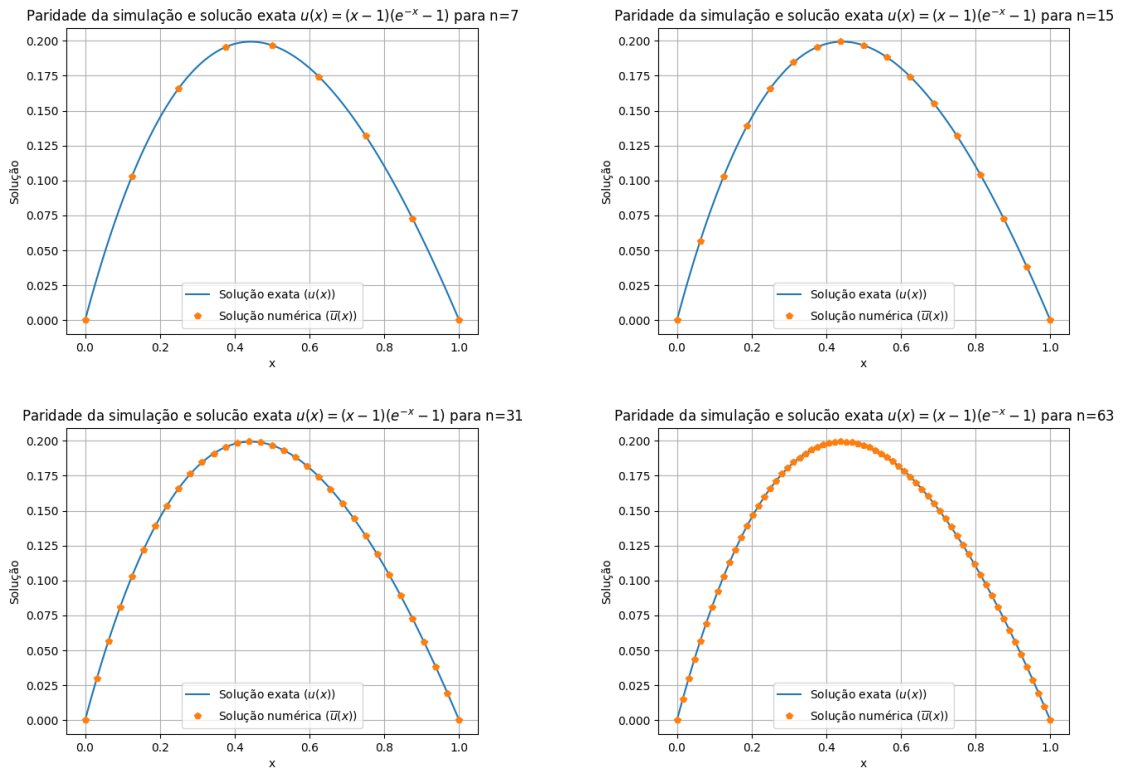 Paridade da simulação e solucão exata u(x) = (x − 1)(e^{−x} − 1) para n=7
0.200
0.175
0.150
0.125
0.100
0.075
0.050
0.025
0.000
Solução
Solução exata (u(x))
Solução numérica (u̅(x))
0.0 0.2 0.4 0.6 0.8 1.0
x
Paridade da simulação e solucão exata u(x) = (x − 1)(e^{−x} − 1) para n=15
0.200
0.175
0.150
0.125
0.100
0.075
0.050
0.025
0.000
Solução
Solução exata (u(x))
Solução numérica (u̅(x))
0.0 0.2 0.4 0.6 0.8 1.0
x
Paridade da simulação e solucão exata u(x) = (x − 1)(e^{−x} − 1) para n=31
0.200
0.175
0.150
0.125
0.100
0.075
0.050
0.025
0.000
Solução
Solução exata (u(x))
Solução numérica (u̅(x))
0.0 0.2 0.4 0.6 0.8 1.0
x
Paridade da simulação e solucão exata u(x) = (x − 1)(e^{−x} − 1) para n=63
0.200
0.175
0.150
0.125
0.100
0.075
0.050
0.025
0.000
Solução
Solução exata (u(x))
Solução numérica (u̅(x))
0.0 0.2 0.4 0.6 0.8 1.0
x